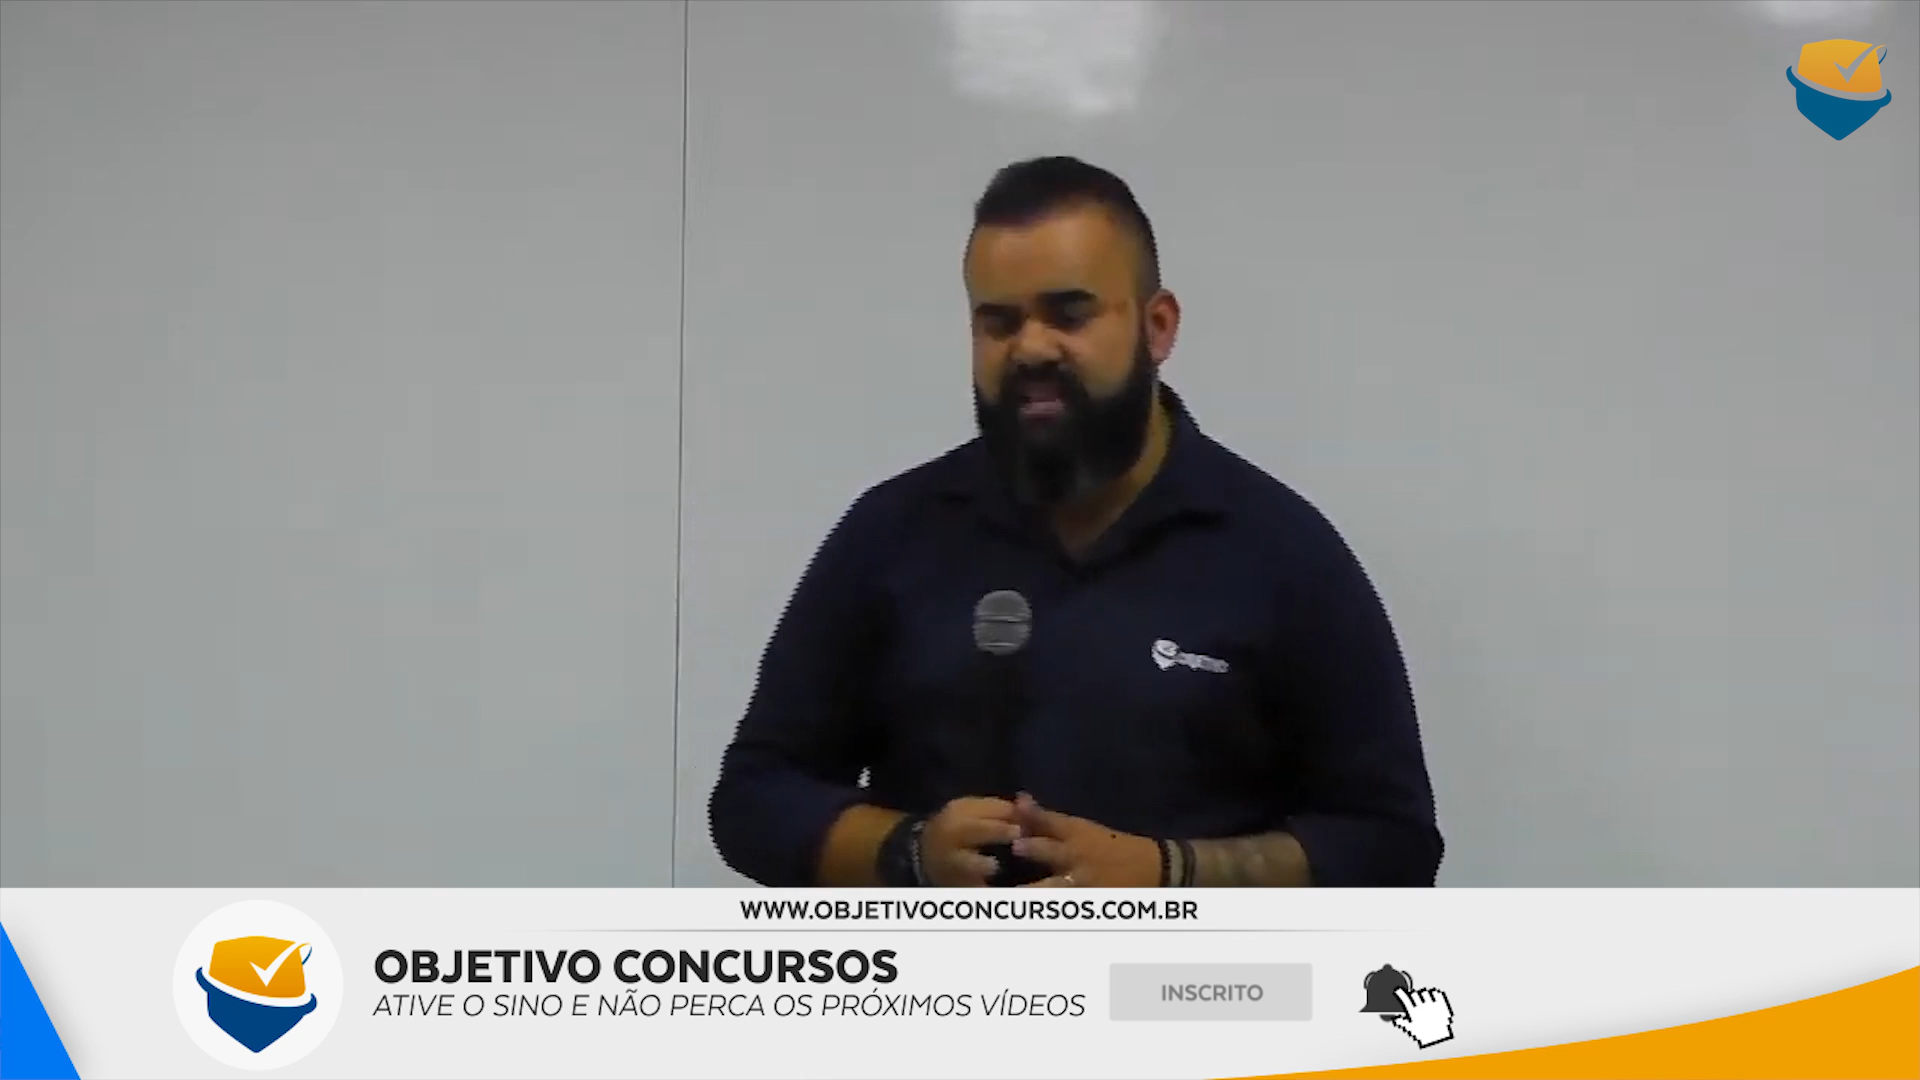 WWW.OBJETIVOCONCURSOS.COM.BR
OBJETIVO CONCURSOS
ATIVE O SINO E NÃO PERCA OS PRÓXIMOS VÍDEOS
INSCRITO